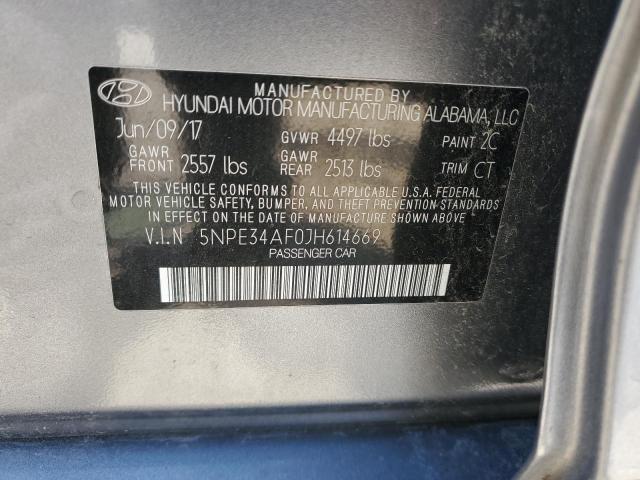 MANUFACTURED BY
HYUNDAI MOTOR MANUFACTURING ALABAMA, LLC
Jun/09/17 GVWR 4497 lbs PAINT 2C
GAWR FRONT 2557 lbs GAWR REAR 2513 lbs TRIM CT
THIS VEHICLE CONFORMS TO ALL APPLICABLE U.S.A. FEDERAL
MOTOR VEHICLE SAFETY, BUMPER, AND THEFT PREVENTION STANDARDS
IN EFFECT ON THE DATE OF MANUFACTURE SHOWN ABOVE.
V.I.N 5NPE34AF0JH614669
PASSENGER CAR